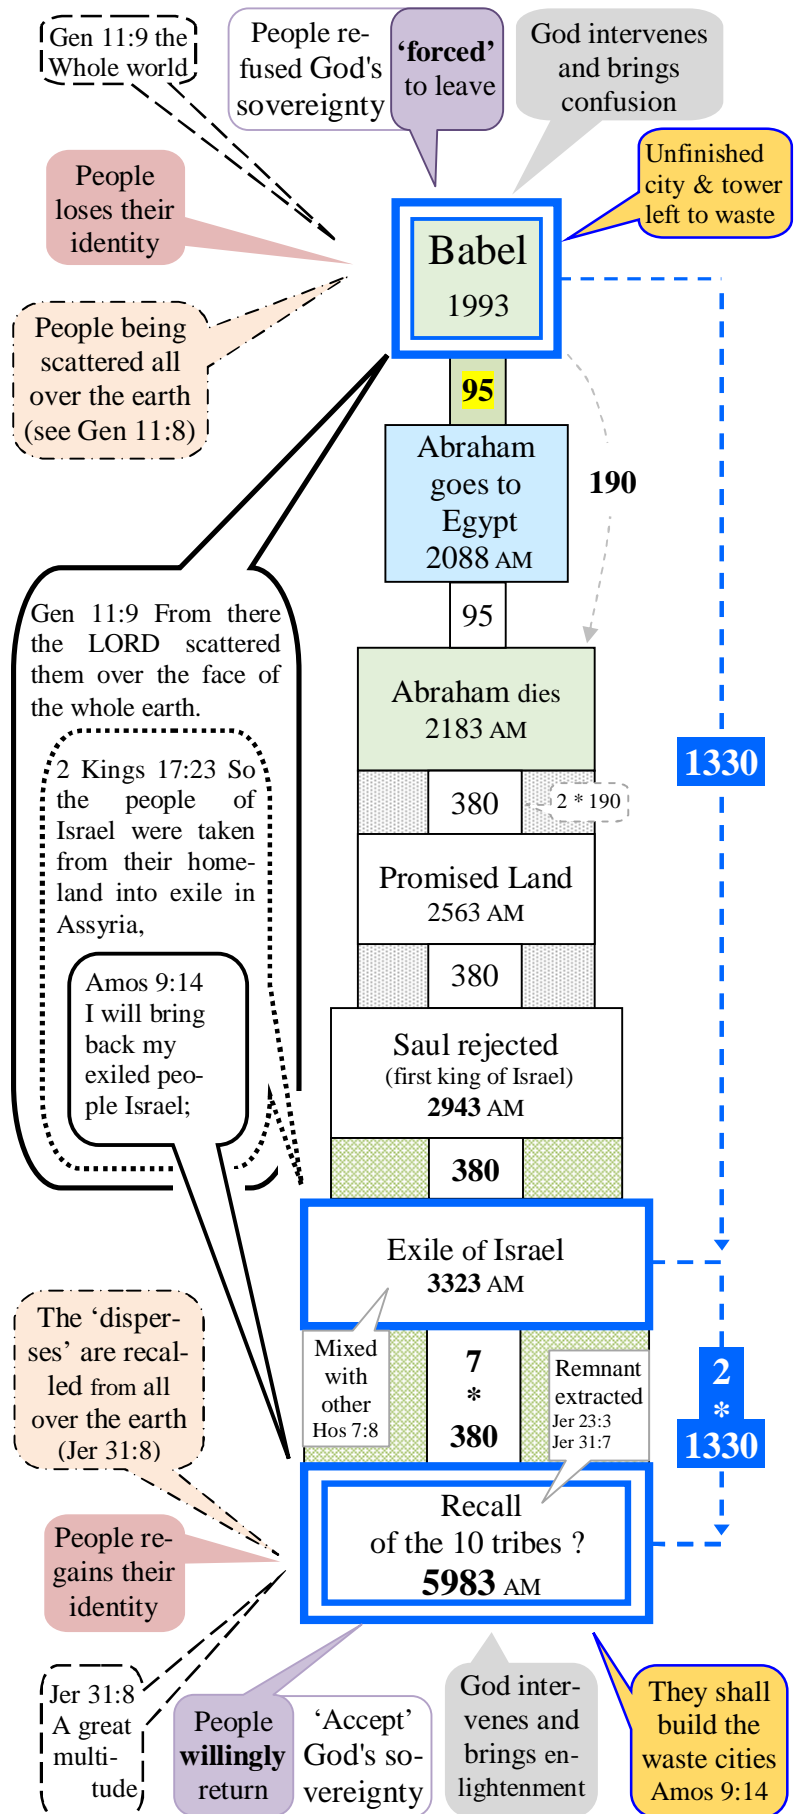 Gen 11:9 the
Whole world
People re-
fused God's
sovereignty
‘forced’
to leave
God intervenes
and brings
confusion
Unfinished
city & tower
left to waste
People
loses their
identity
Babel
1993
People being
scattered all
over the earth
(see Gen 11:8)
95
Abraham
goes to
Egypt
2088 AM
190
95
Gen 11:9 From there
the LORD scattered
them over the face of
the whole earth.
Abraham dies
2183 AM
1330
2 Kings 17:23 So
the people of
Israel were taken
from their home-
land into exile in
Assyria,
380
2 * 190
Promised Land
2563 AM
380
Amos 9:14
I will bring
back my
exiled peo-
ple Israel;
Saul rejected
(first king of Israel)
2943 AM
380
Exile of Israel
3323 AM
The ‘disper-
ses’ are recal-
led from all
over the earth
(Jer 31:8)
Mixed
with
other
Hos 7:8
7
*
380
Remnant
extracted
Jer 23:3
Jer 31:7
2
*
1330
Recall
of the 10 tribes ?
5983 AM
People re-
gains their
identity
Jer 31:8
A great
multi-
tude
People
willingly
return
‘Accept’
God's so-
vereignty
God inter-
venes and
brings en-
lightenment
They shall
build the
waste cities
Amos 9:14